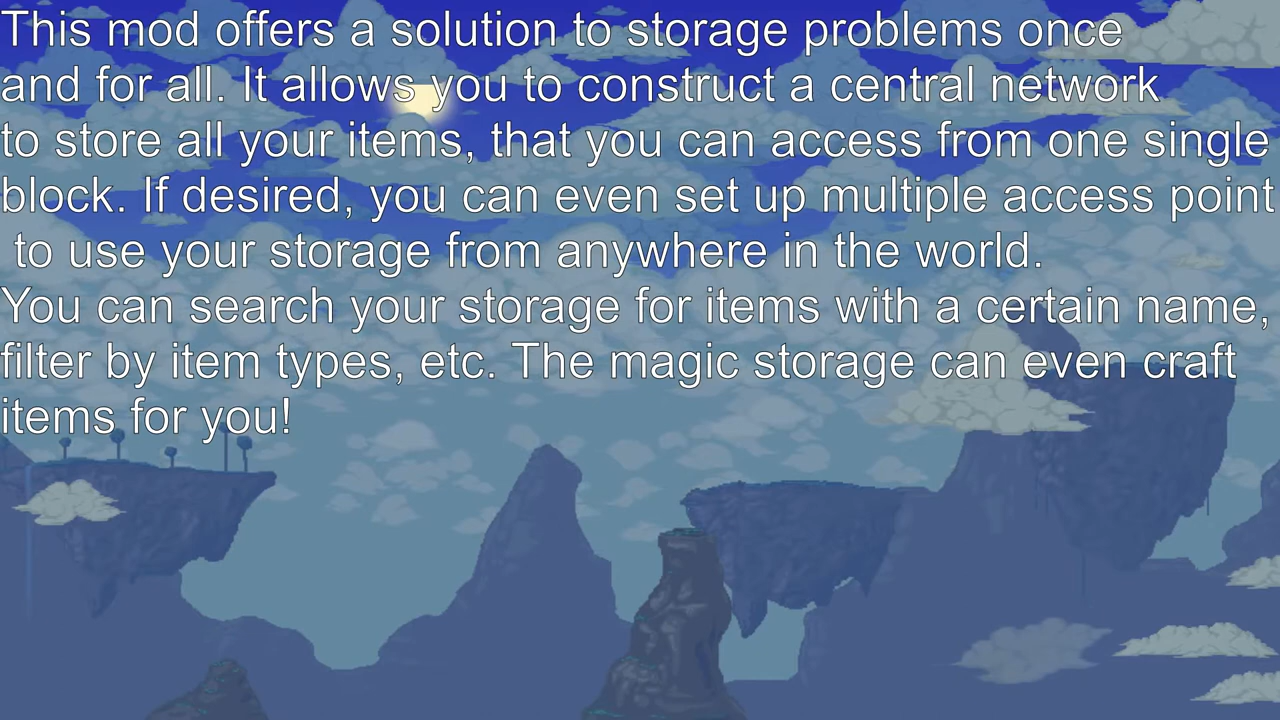 This mod offers a solution to storage problems once
and for all. It allows you to construct a central network
to store all your items, that you can access from one single
block. If desired, you can even set up multiple access point
to use your storage from anywhere in the world.
You can search your storage for items with a certain name,
filter by item types, etc. The magic storage can even craft
items for you!